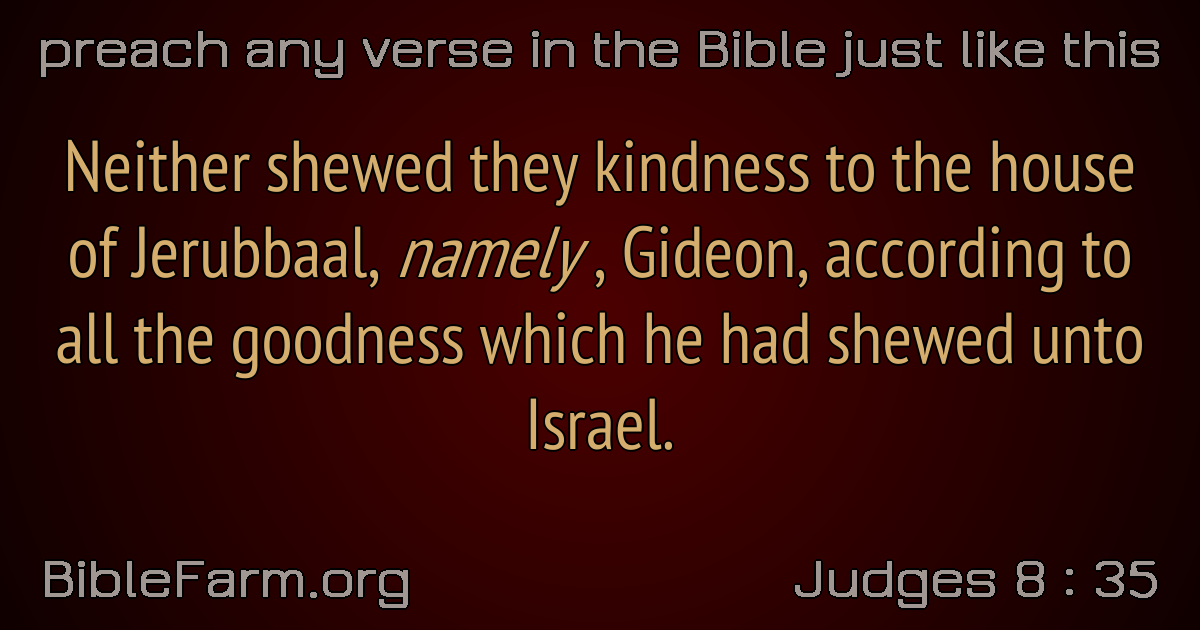 preach any verse in the Bible just like this
Neither shewed they kindness to the house
of Jerubbaal, namely , Gideon, according to
all the goodness which he had shewed unto
Israel.
BibleFarm.org
Judges 8 : 35